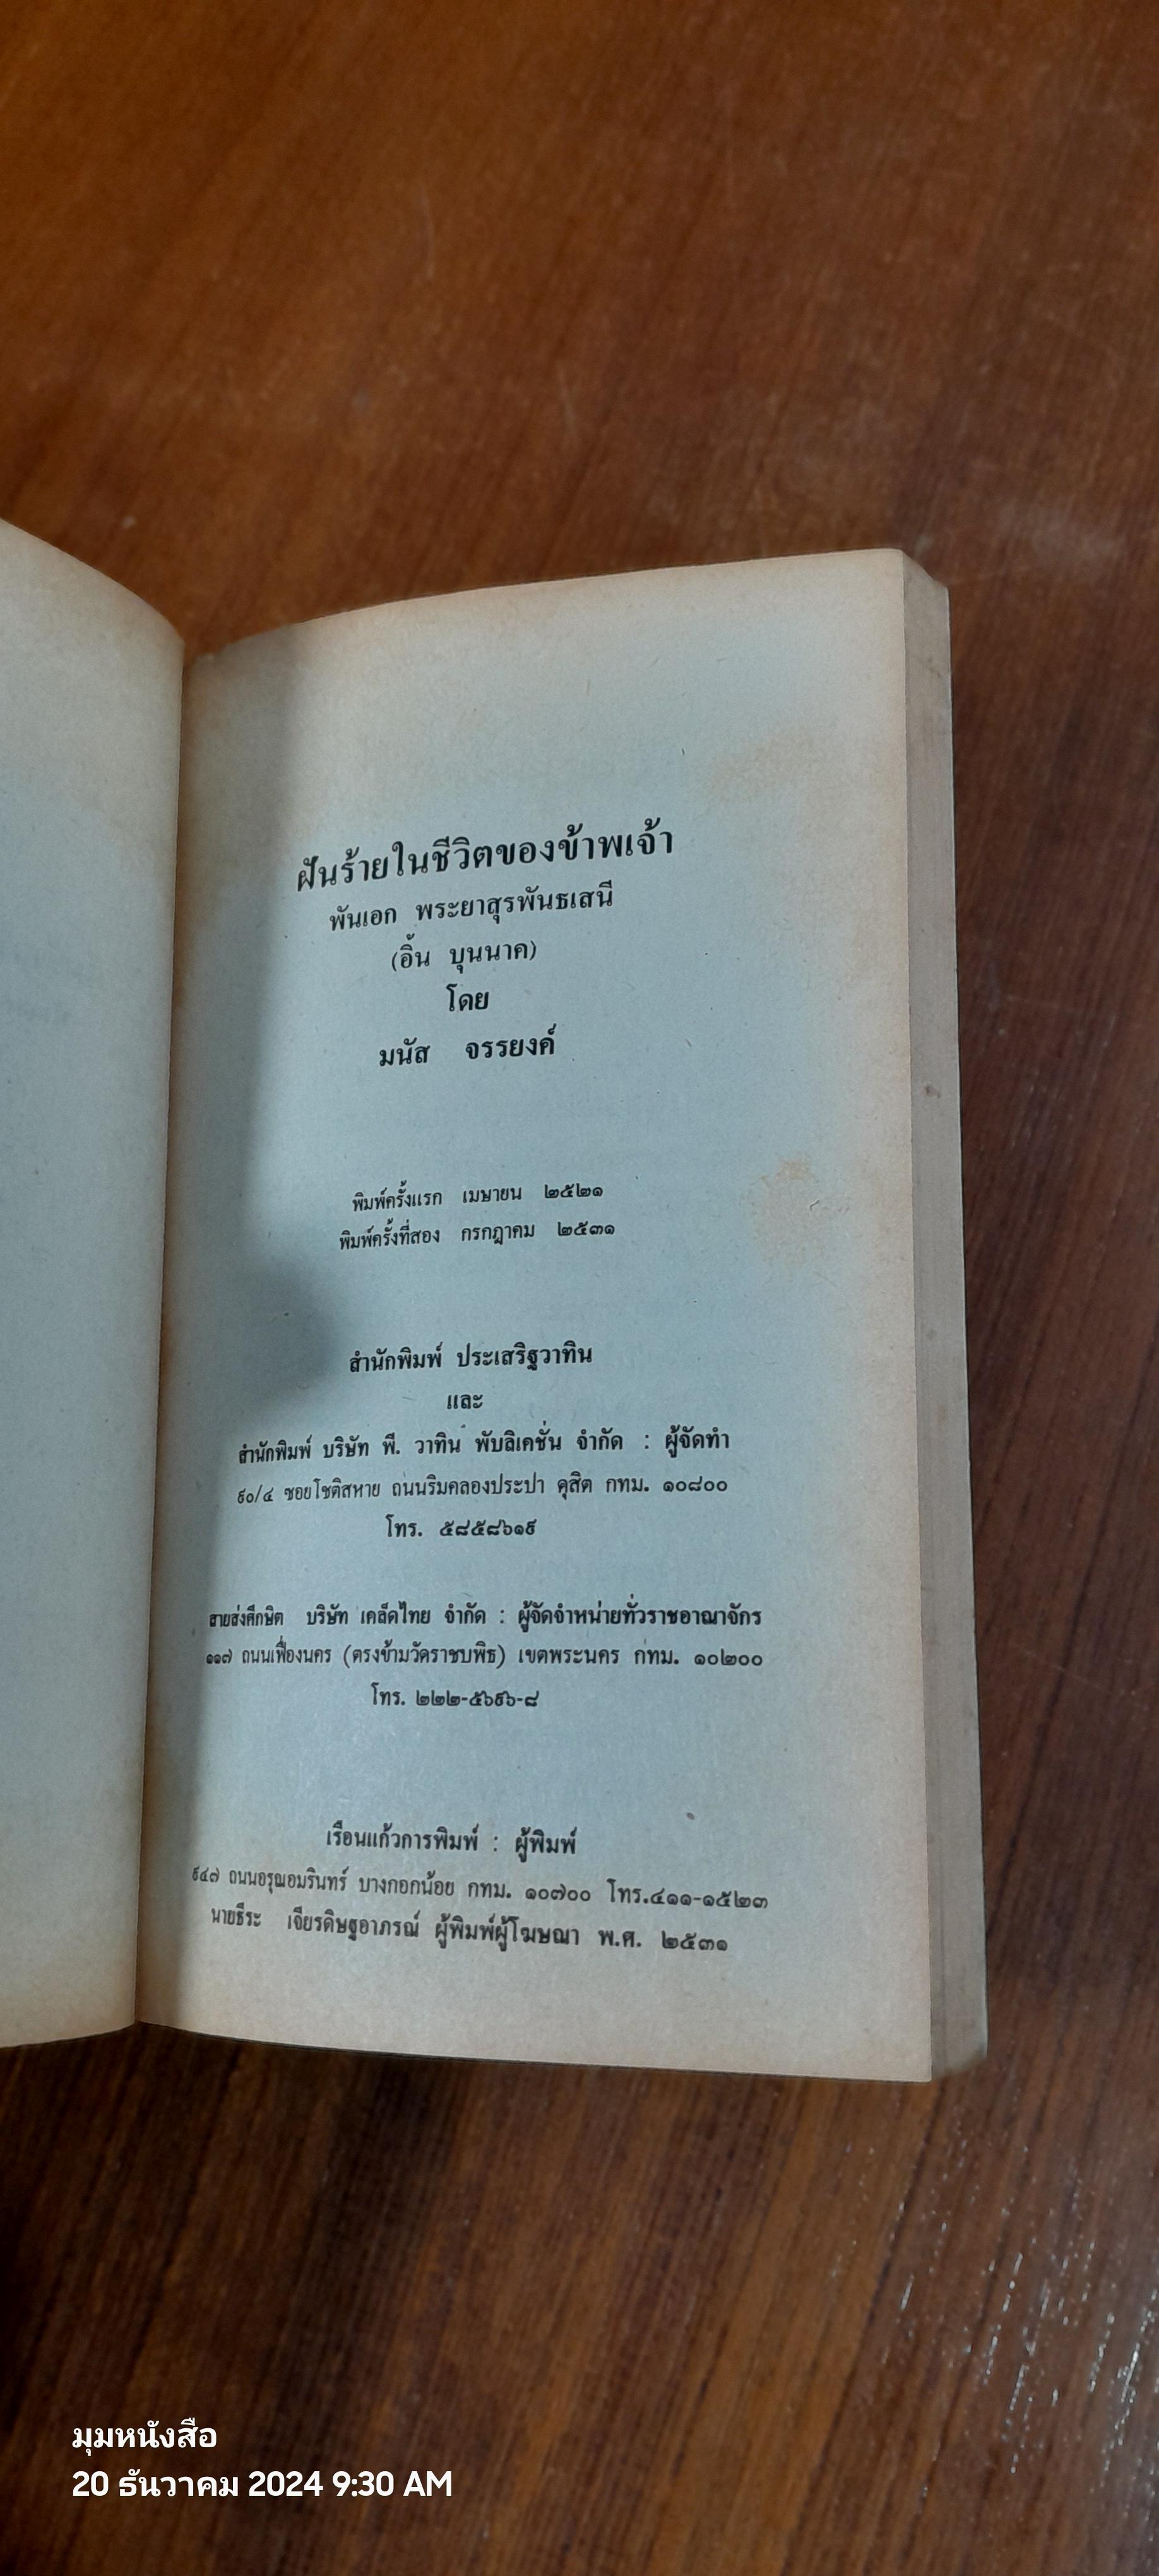 ฝันร้ายในชีวิตของข้าพเจ้า
พันเอก พระยาสุรพันธเสนี
(อิ้น บุนนาค)
โดย
มนัส จรรยงค์
พิมพ์ครั้งแรก เมษายน ๒๕๒๑
พิมพ์ครั้งที่สอง กรกฎาคม ๒๕๓๑
สำนักพิมพ์ ประเสริฐวาทิน
และ
สำนักพิมพ์ บริษัท พี. วาทิน พับลิเคชั่น จำกัด : ผู้จัดทำ
๙๐/๔ ซอยโชติสหาย ถนนริมคลองประปา ดุสิต กทม. ๑๐๘๐๐
โทร. ๕๘๕๘๖๑๙
สายส่งศึกษิต บริษัท เคล็ดไทย จำกัด : ผู้จัดจำหน่ายทั่วราชอาณาจักร
๑๑๗ ถนนเฟื่องนคร (ตรงข้ามวัดราชบพิธ) เขตพระนคร กทม. ๑๐๒๐๐
โทร. ๒๒๒-๕๖๙๖-๘
เรือนแก้วการพิมพ์ : ผู้พิมพ์
๙๔๗ ถนนอรุณอมรินทร์ บางกอกน้อย กทม. ๑๐๗๐๐ โทร.๔๑๑-๑๕๒๓
นายธีระ เจียรดิษฐอาภรณ์ ผู้พิมพ์ผู้โฆษณา พ.ศ. ๒๕๓๑
มุมหนังสือ
20 ธันวาคม 2024 9:30 AM